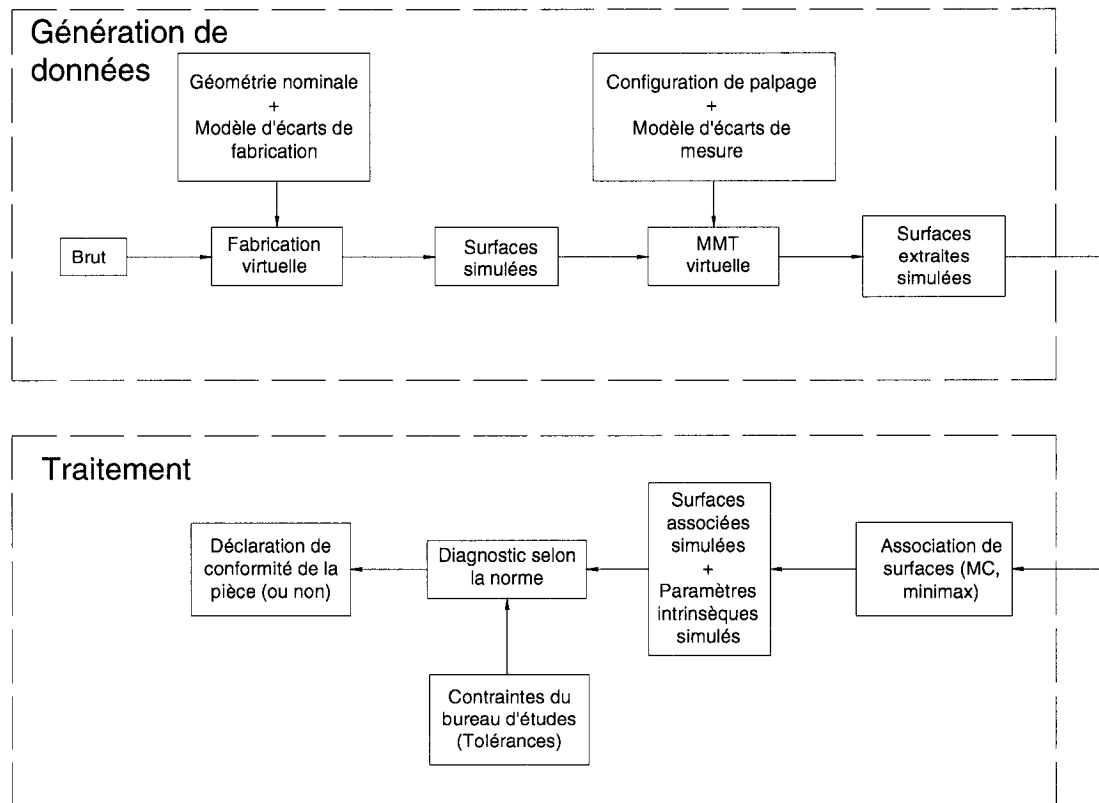 Génération de
données
Géométrie nominale
+
Modèle d'écarts de
fabrication
Configuration de palpage
+
Modèle d'écarts de
mesure
Brut
Fabrication
virtuelle
Surfaces
simulées
MMT
virtuelle
Surfaces
extraites
simulées
Traitement
Déclaration de
conformité de la
pièce (ou non)
Diagnostic selon
la norme
Surfaces
associées
simulées
+
Paramètres
intrinsèques
simulés
Association de
surfaces (MC,
minimax)
Contraintes du
bureau d'études
(Tolérances)